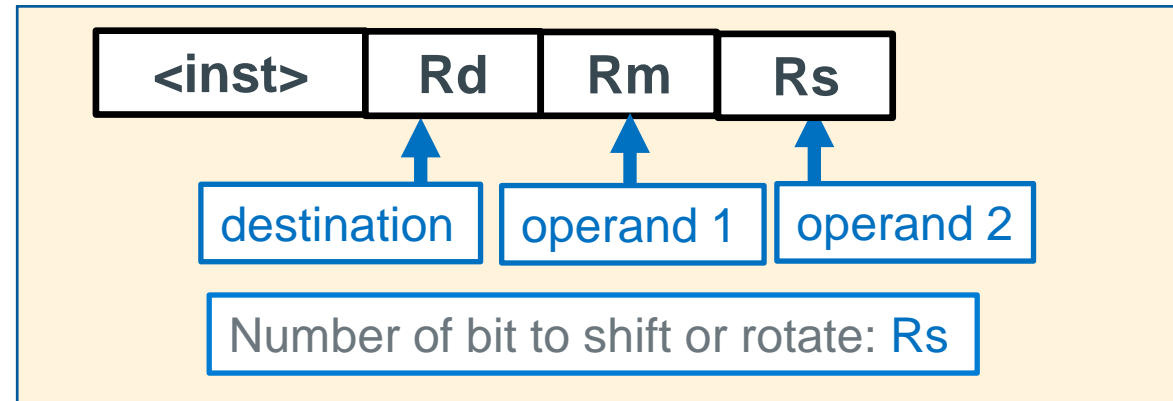 <inst> Rd Rm Rs
destination operand 1 operand 2
Number of bit to shift or rotate: Rs